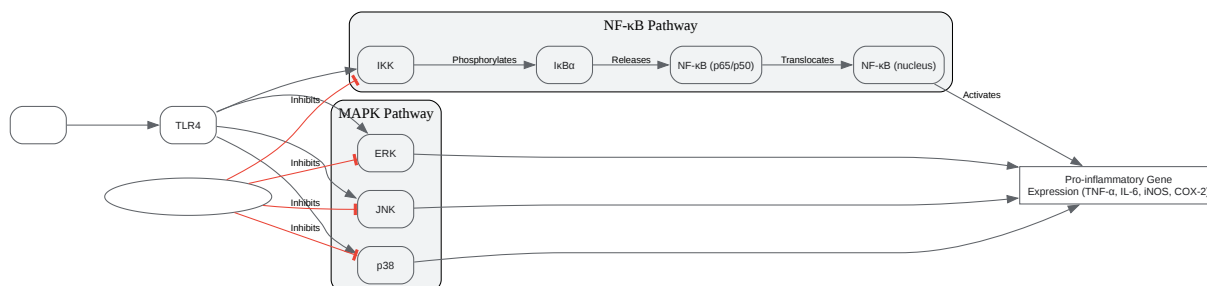 NF-κB Pathway
IKK
Phosphorylates
IκBα
Releases
NF-κB (p65/p50)
Translocates
NF-κB (nucleus)
Activates
Inhibits
MAPK Pathway
TLR4
ERK
Inhibits
Inhibits
JNK
Inhibits
p38
Pro-inflammatory Gene
Expression (TNF-α, IL-6, iNOS, COX-2)